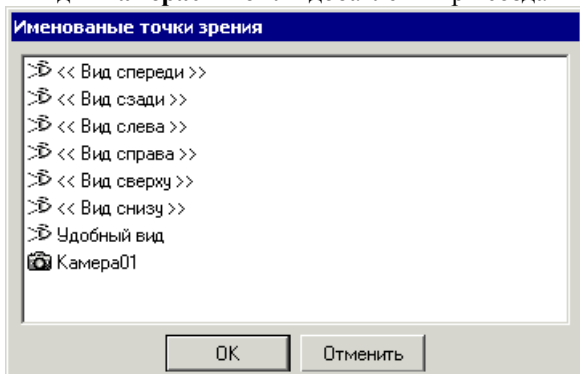 Именованые точки зрения
<< Вид спереди >>
<< Вид сзади >>
<< Вид слева >>
<< Вид справа >>
<< Вид сверху >>
<< Вид снизу >>
Удобный вид
Камера01
OK
Отменить